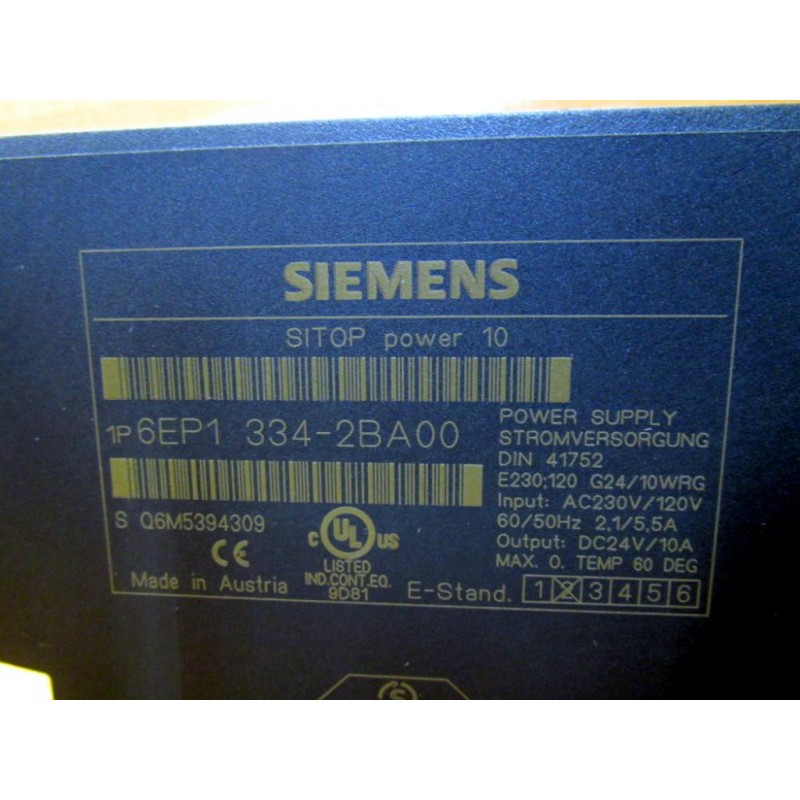 SIEMENS
SITOP power 10
1P 6EP1 334-2BA00
POWER SUPPLY
STROMVERSORGUNG
DIN 41752
E230;120 G24/10WRG
Input: AC230V/120V
60/50Hz 2,1/5,5A
Output: DC24V/10A
MAX. O. TEMP 60 DEG
S Q6M5394309
CE
C UL US
LISTED
IND.CONT.EQ.
9D81
Made in Austria
E-Stand. 1 2 3 4 5 6
S